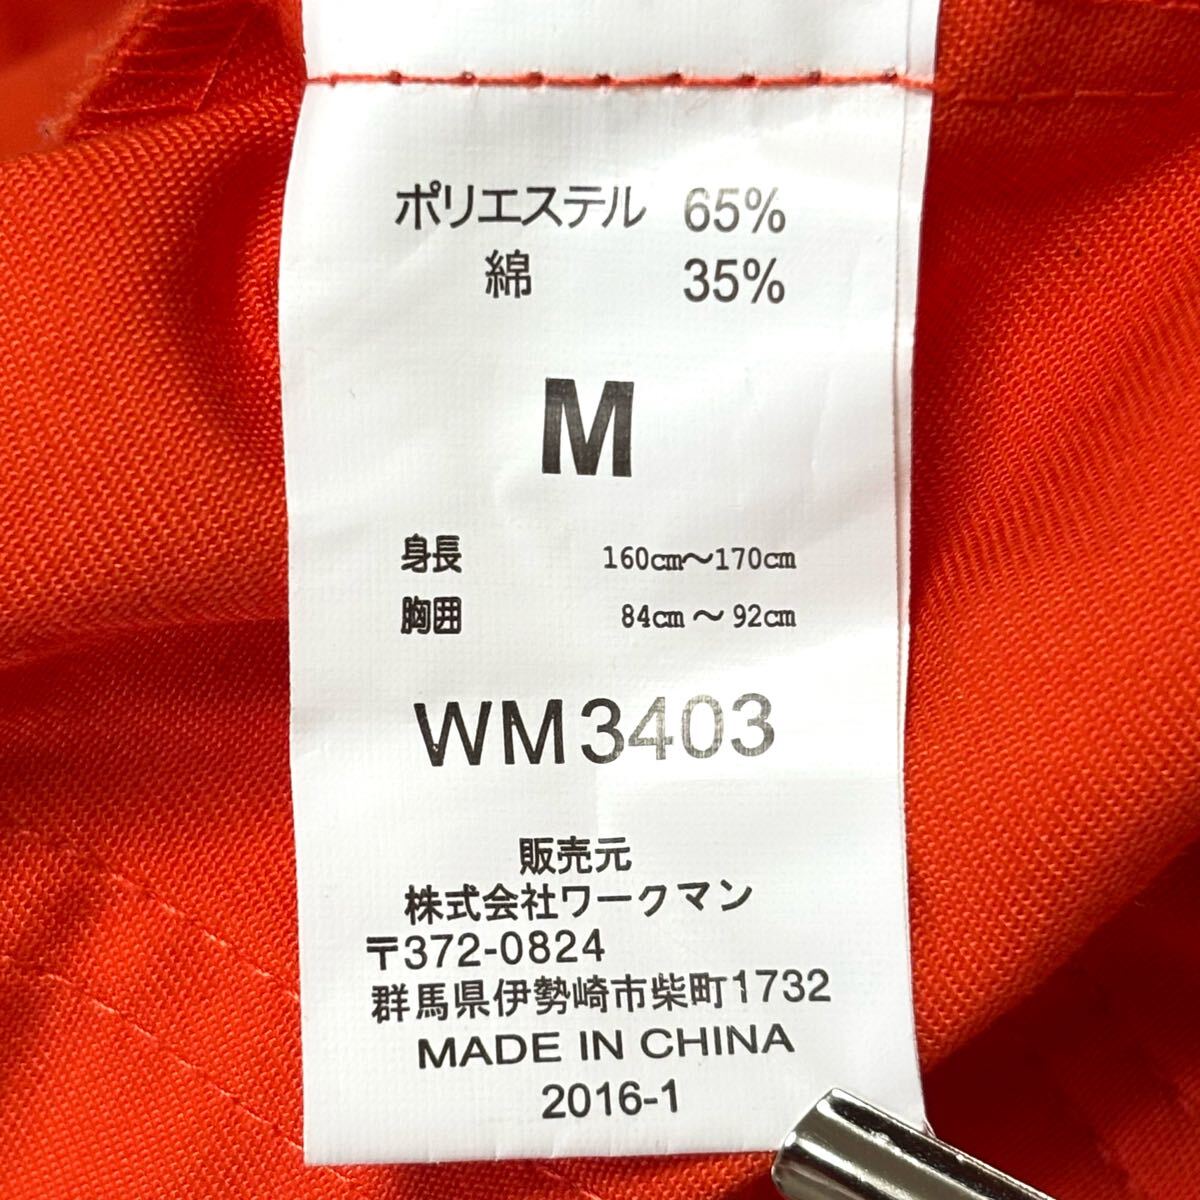 ポリエステル 65%
綿 35%
M
身長 160㎝～170㎝
胸囲 84㎝～92㎝
WM3403
販売元
株式会社ワークマン
〒372-0824
群馬県伊勢崎市柴町1732
MADE IN CHINA
2016-1